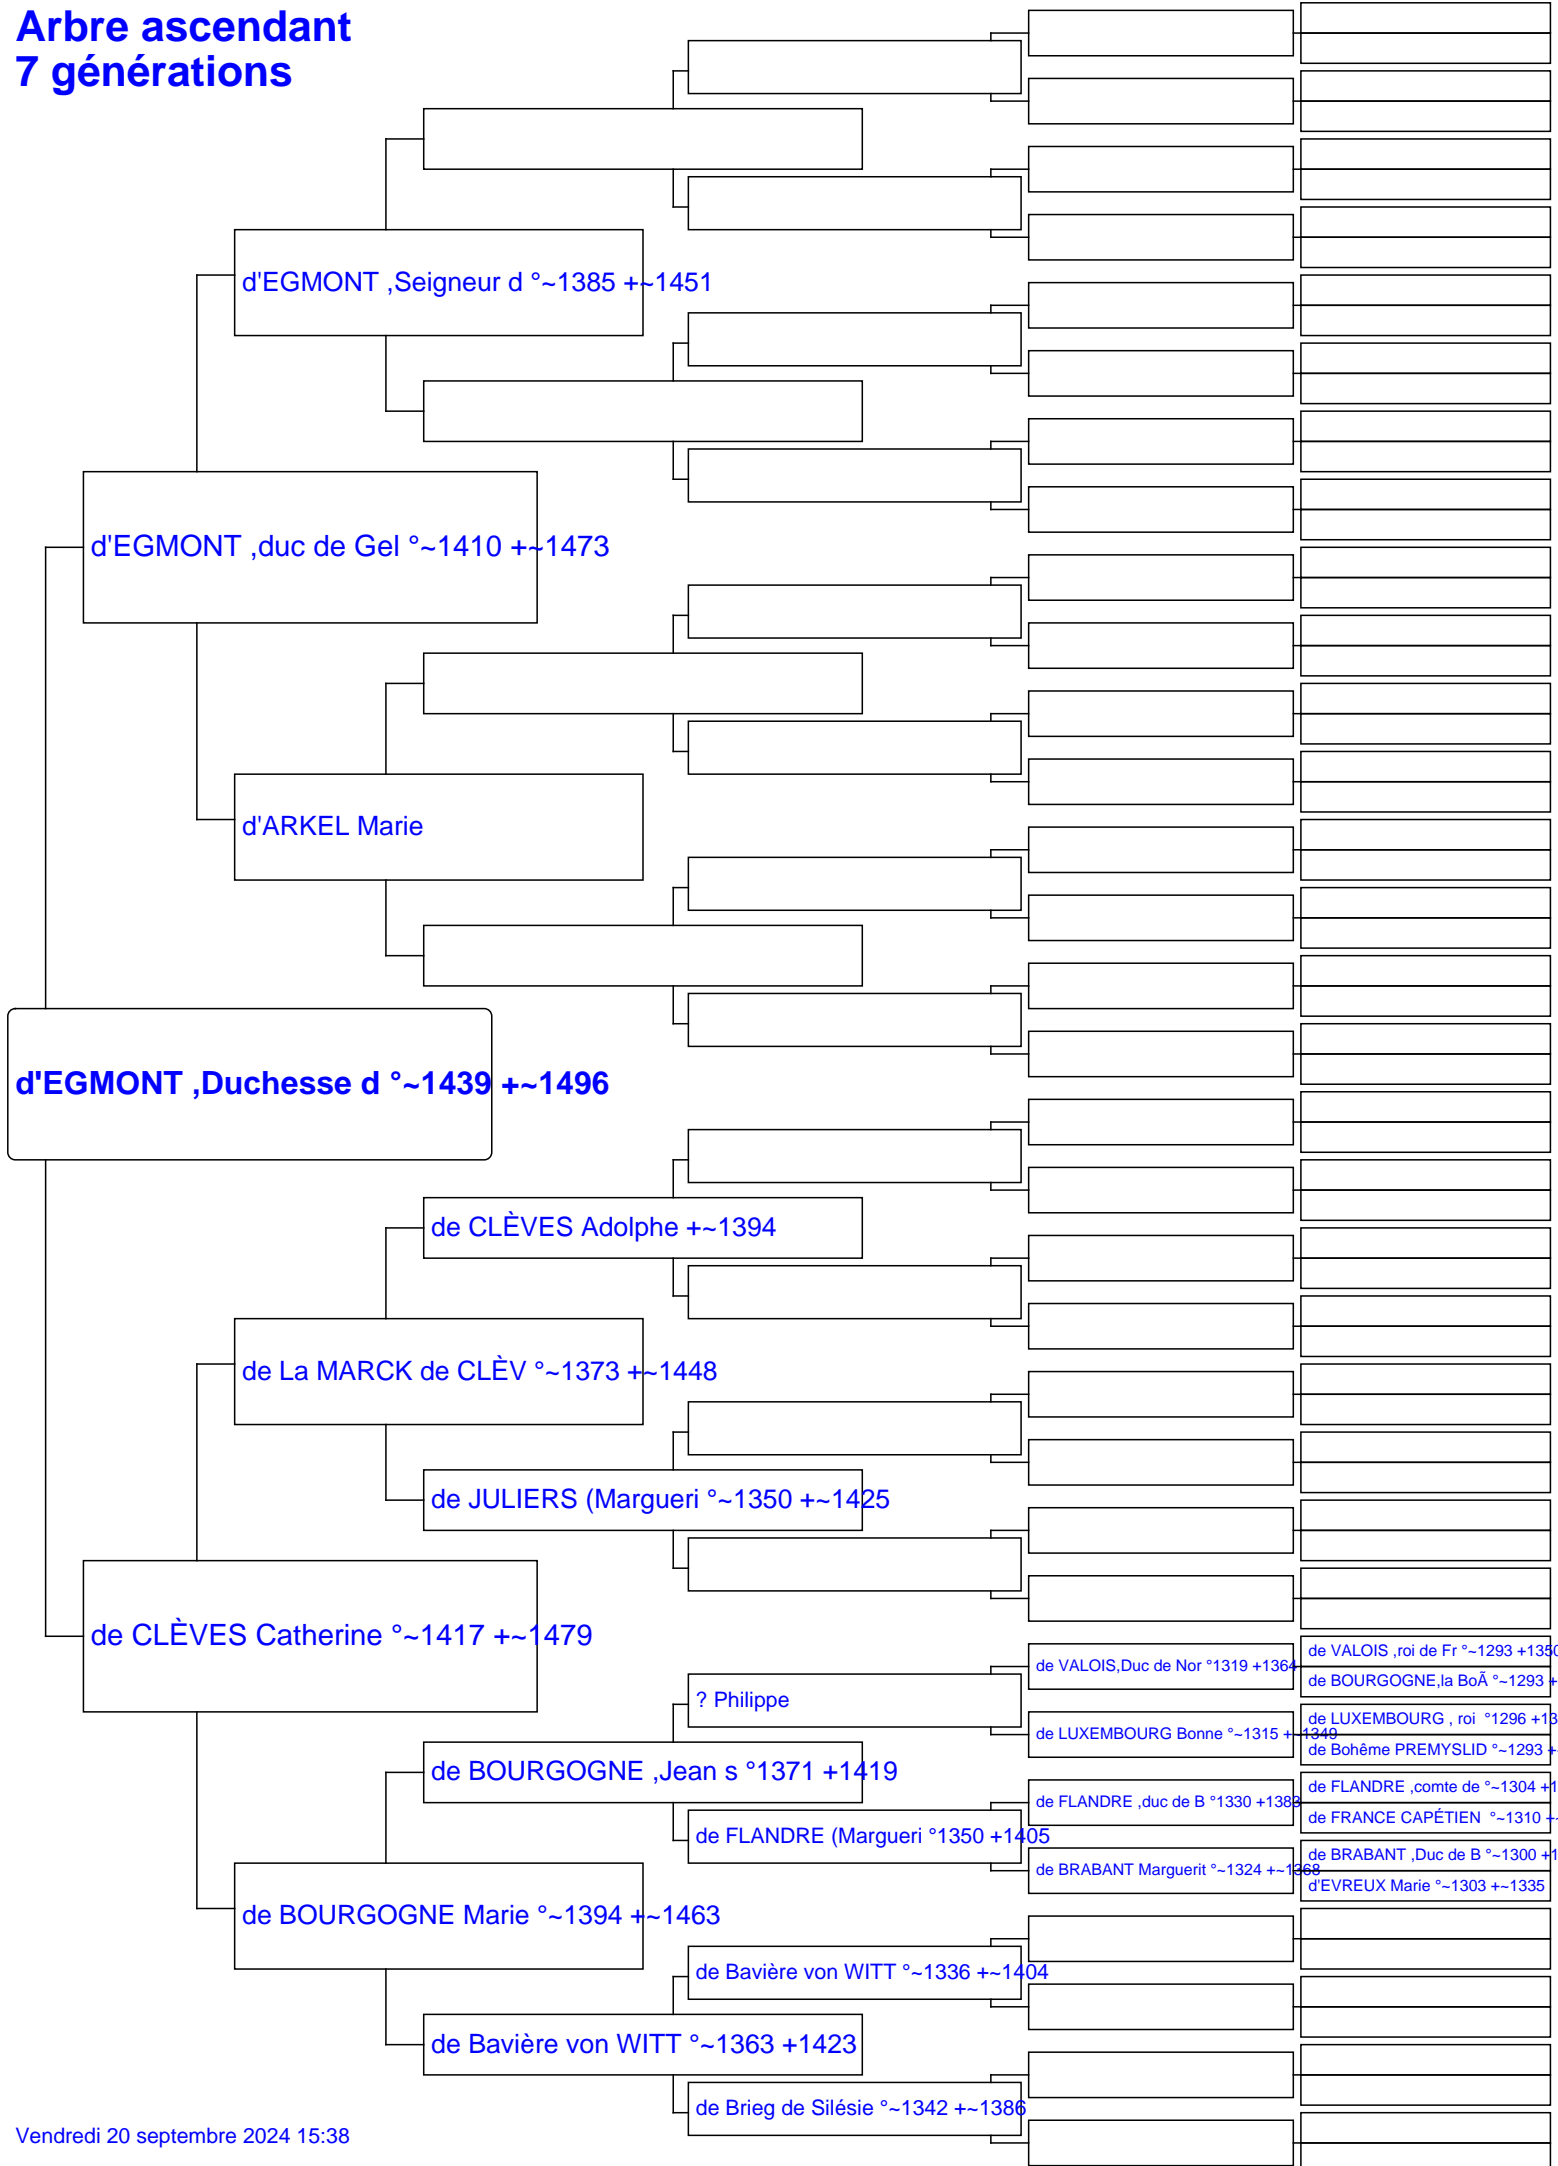 Arbre ascendant
7 générations
d'EGMONT ,Seigneur d °~1385 +~1451
d'EGMONT ,duc de Gel °~1410 +~1473
d'ARKEL Marie
d'EGMONT ,Duchesse d °~1439 +~1496
de CLÈVES Adolphe +~1394
de La MARCK de CLÈV °~1373 +~1448
de JULIERS (Margueri °~1350 +~1425
de CLÈVES Catherine °~1417 +~1479
de VALOIS ,roi de Fr °~1293 +1350
de VALOIS,Duc de Nor °1319 +1364
de BOURGOGNE,la BoÃ °~1293 +
? Philippe
de LUXEMBOURG , roi °1296 +13
de LUXEMBOURG Bonne °~1315 +~1349
de Bohême PREMYSLID °~1293 +
de BOURGOGNE ,Jean s °1371 +1419
de FLANDRE ,comte de °~1304 +1
de FLANDRE ,duc de B °1330 +1383
de FRANCE CAPÉTIEN °~1310 +~
de FLANDRE (Margueri °1350 +1405
de BRABANT ,Duc de B °~1300 +1
de BRABANT Marguerit °~1324 +~1368
d'EVREUX Marie °~1303 +~1335
de BOURGOGNE Marie °~1394 +~1463
de Bavière von WITT °~1336 +~1404
de Bavière von WITT °~1363 +1423
de Brieg de Silésie °~1342 +~1386
Vendredi 20 septembre 2024 15:38